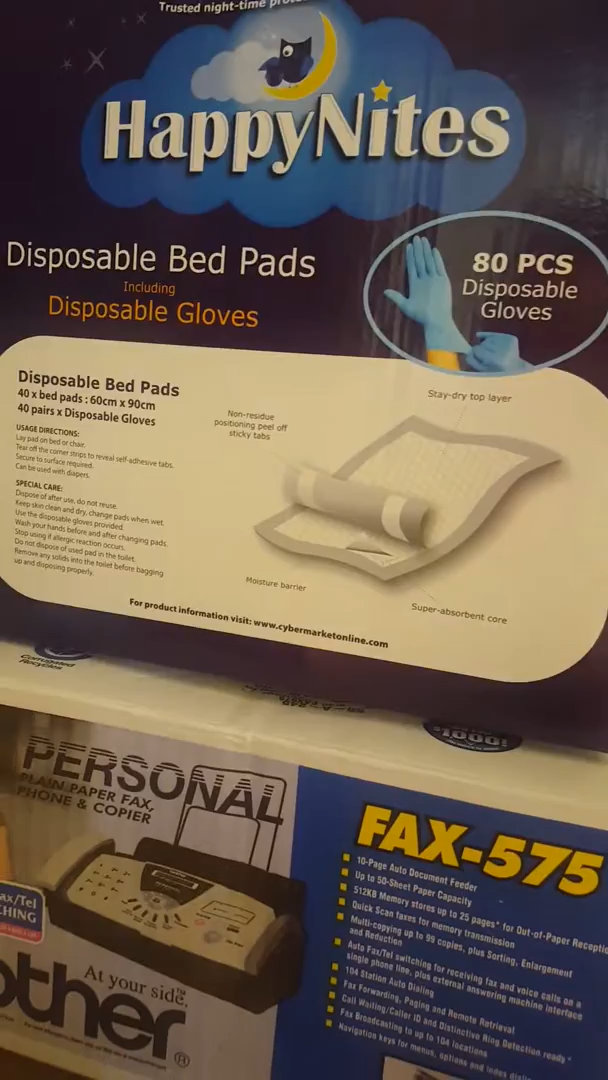 Trusted night-time
HappyNites
Disposable Bed Pads
Including
Disposable Gloves
80 PCS
Disposable
Gloves
Disposable Bed Pads
40 x bed pads : 60cm x 90cm
40 pairs x Disposable Gloves
USAGE DIRECTIONS:
Lay pad on bed or chair.
Tear off the corner strips to reveal self-adhesive tabs.
Secure to surface required.
Can be used with diapers.
SPECIAL CARE:
Dispose of after use, do not reuse.
Keep skin clean and dry, change pads when wet.
Use the disposable gloves provided.
Wash your hands before and after changing pads.
Stop using if allergic reaction occurs.
Do not dispose of used pad in the toilet.
Remove any solids into the toilet before bagging
up and disposing properly.
Non-residue
positioning peel off
sticky tabs
Stay-dry top layer
Moisture barrier
Super-absorbent core
For product information visit: www.cybermarketonline.com
Corrugated
Recycles
PERSONAL
PLAIN PAPER FAX,
PHONE & COPIER
FAX-575
10-Page Auto Document Feeder
Up to 50-Sheet Paper Capacity
512KB Memory stores up to 25 pages* for Out-of-Paper Receptio
Quick Scan faxes for memory transmission
Multi-copying up to 99 copies, plus Sorting, Enlargement
and Reduction
Auto Fax/Tel switching for receiving fax and voice calls on a
single phone line, plus external answering machine interface
104 Station Auto Dialing
Fax Forwarding, Paging and Remote Retrieval
Call Waiting/Caller ID and Distinctive Ring Detection ready*
Fax Broadcasting to up to 104 locations
Navigation keys for menus, options and index
ax/Tel
CHING
At your side.™
other®